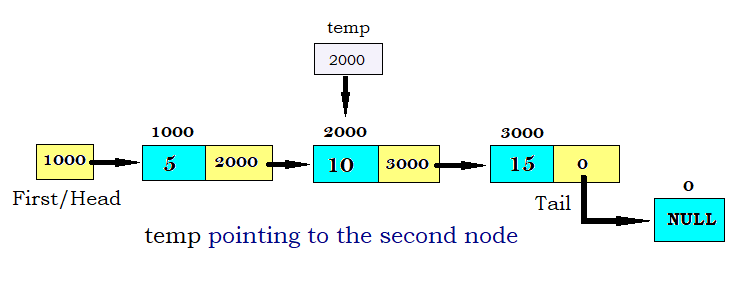 temp
2000
1000 2000 3000
1000 5 2000 10 3000 15 0
First/Head Tail 0
NULL
temp pointing to the second node